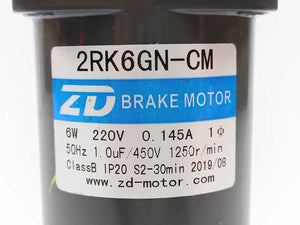 2RK6GN-CM
ZD BRAKE MOTOR
6W 220V 0.145A 1Φ
50Hz 1.0uF/450V 1250r/min
ClassB IP20 S2-30min 2019/08
www.zd-motor.com